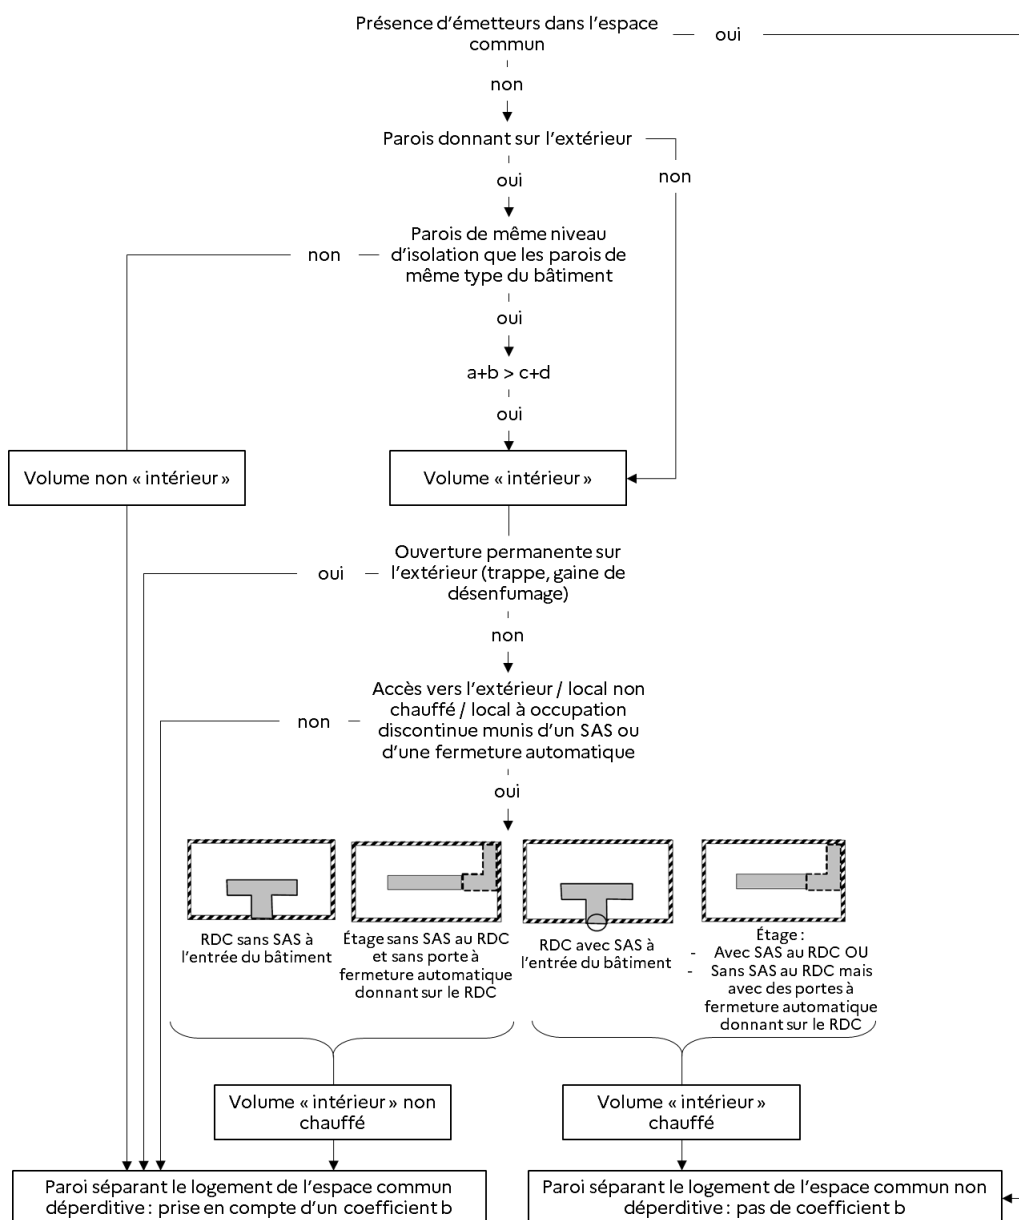 Présence d’émetteurs dans l’espace
commun
oui
non
Parois donnant sur l’extérieur
non
oui
Parois de même niveau
d’isolation que les parois de
même type du bâtiment
non
oui
a+b > c+d
oui
Volume non « intérieur »
Volume « intérieur »
Ouverture permanente sur
l’extérieur (trappe, gaine de
désenfumage)
oui
non
Accès vers l’extérieur / local non
chauffé / local à occupation
discontinue munis d’un SAS ou
d’une fermeture automatique
non
oui
RDC sans SAS à
l’entrée du bâtiment
Étage sans SAS au RDC
et sans porte à
fermeture automatique
donnant sur le RDC
RDC avec SAS à
l’entrée du bâtiment
Étage :
- Avec SAS au RDC OU
- Sans SAS au RDC mais
avec des portes à
fermeture automatique
donnant sur le RDC
Volume « intérieur » non
chauffé
Volume « intérieur »
chauffé
Paroi séparant le logement de l’espace commun
déperditive : prise en compte d’un coefficient b
Paroi séparant le logement de l’espace commun non
déperditive : pas de coefficient b